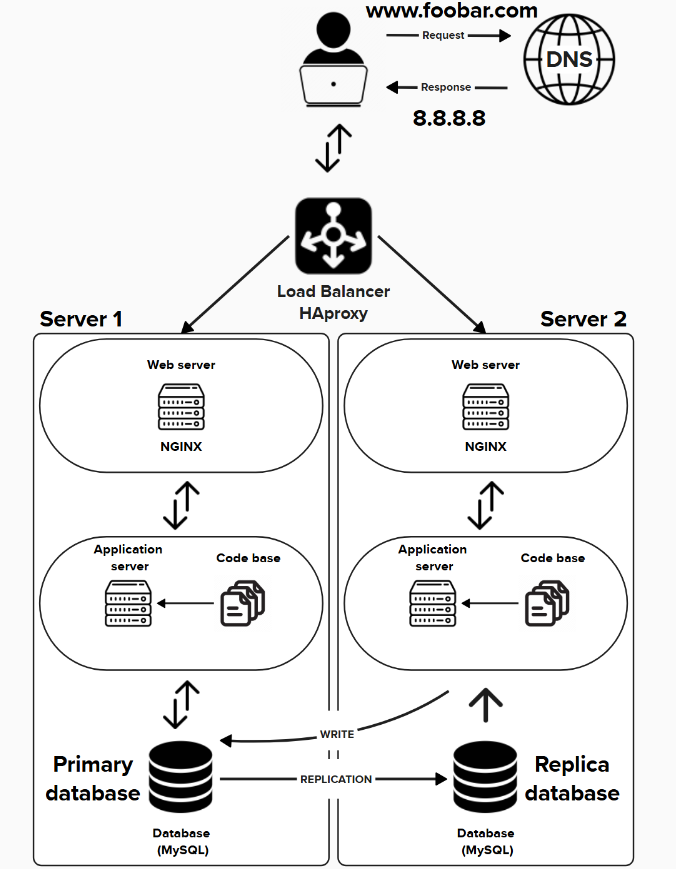 www.foobar.com
Request
DNS
Response
8.8.8.8
Load Balancer
HAproxy
Server 1
Server 2
Web server
NGINX
Web server
NGINX
Application
server
Code base
Application
server
Code base
WRITE
Primary
database
REPLICATION
Replica
database
Database
(MySQL)
Database
(MySQL)